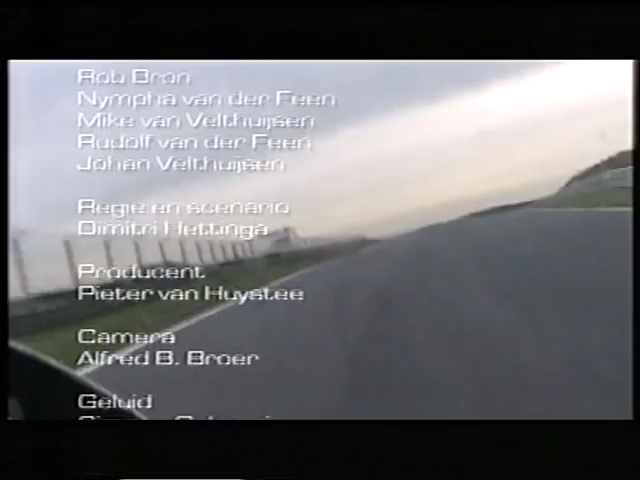 Rob Bron
Nympha van der Feen
Mike van Velthuijsen
Rudolf van der Feen
Johan Velthuijsen
Regie en scenario
Dimitri Hettinga
Producent
Pieter van Huystee
Camera
Alfred B. Broer
Geluid